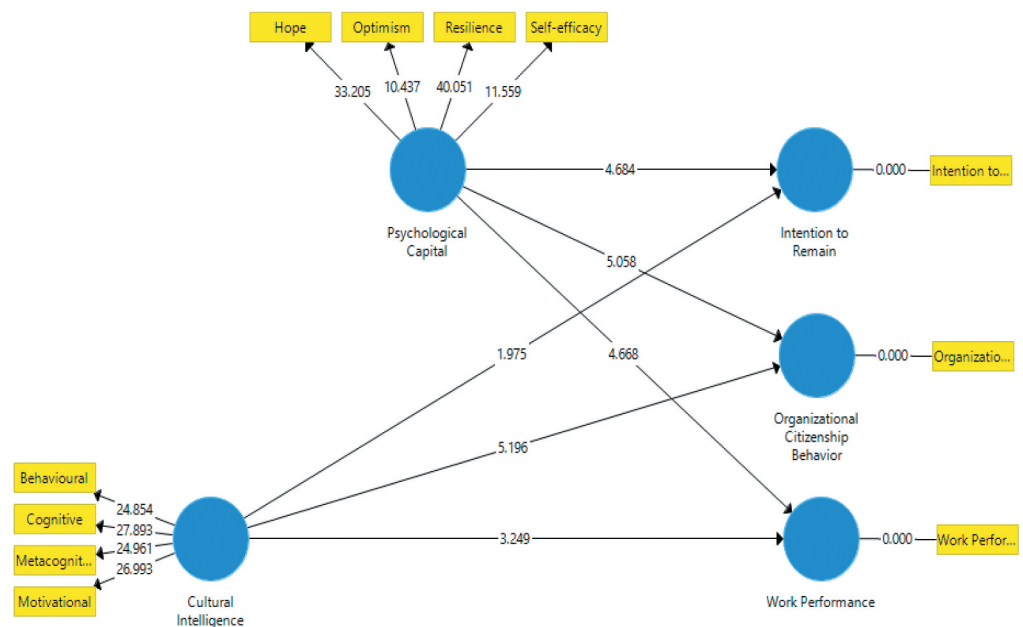 Hope
Optimism
Resilience
Self-efficacy
33.205
10.437
40.051
11.559
Psychological
Capital
4.684
5.058
4.668
1.975
5.196
3.249
0.000
Intention to...
Intention to
Remain
0.000
Organizatio...
Organizational
Citizenship
Behavior
0.000
Work Perfor...
Work Performance
Behavioural
Cognitive
Metacognit...
Motivational
24.854
27.893
24.961
26.993
Cultural
Intelligence